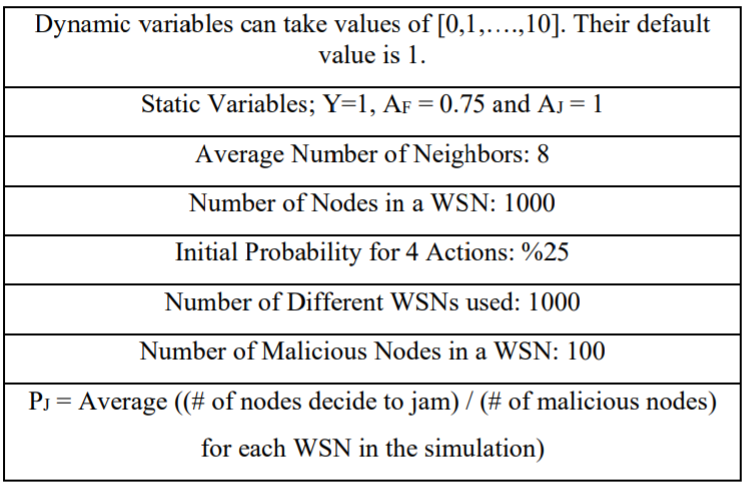 Dynamic variables can take values of [0,1,….,10]. Their default
value is 1.
Static Variables; Y=1, AF = 0.75 and AJ = 1
Average Number of Neighbors: 8
Number of Nodes in a WSN: 1000
Initial Probability for 4 Actions: %25
Number of Different WSNs used: 1000
Number of Malicious Nodes in a WSN: 100
PJ = Average ((# of nodes decide to jam) / (# of malicious nodes)
for each WSN in the simulation)